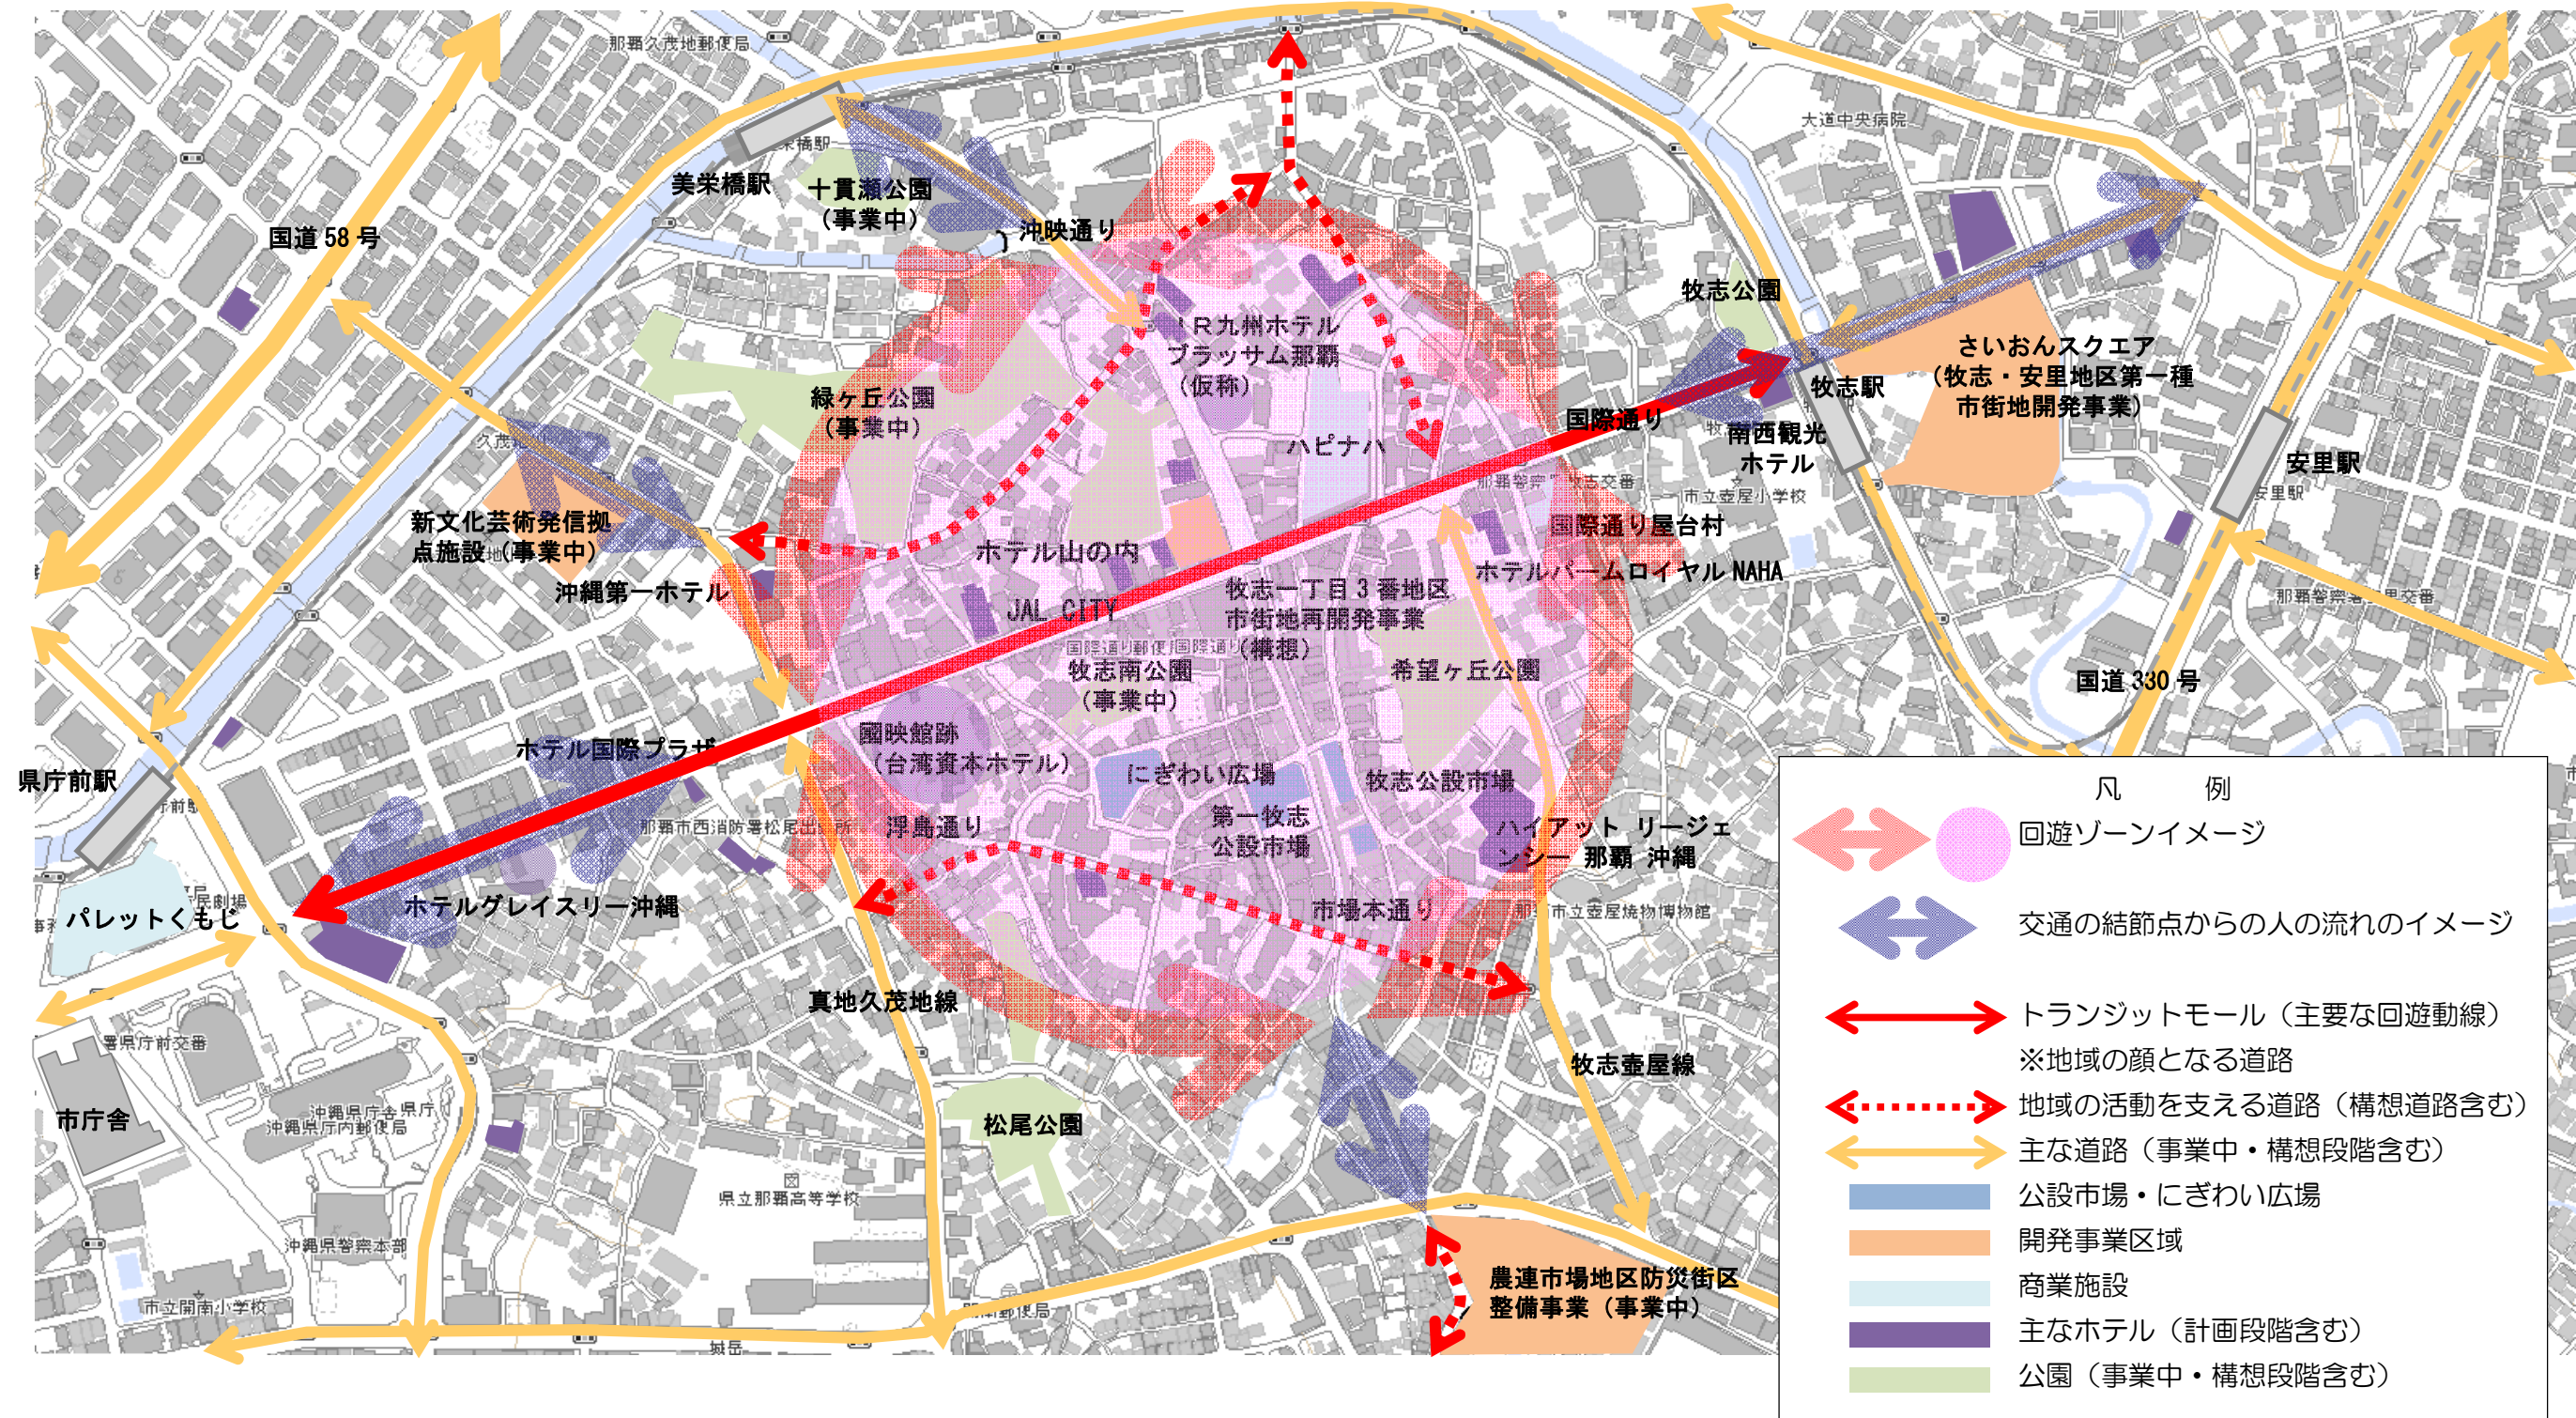 那覇久茂地郵便局
大道中央病院
美栄橋駅
十貫瀬公園
（事業中）
沖映通り
国道 58 号
牧志公園
ＪＲ九州ホテル
ブラッサム那覇
（仮称）
さいおんスクエア
（牧志・安里地区第一種
市街地開発事業）
牧志駅
緑ヶ丘公園
（事業中）
国際通り
南西観光
ホテル
ハピナハ
安里駅
安里駅
市立壺屋小学校
新文化芸術発信拠
点施設（事業中）
国際通り屋台村
ホテル山の内
ホテルパームロイヤル NAHA
沖縄第一ホテル
JAL CITY
牧志一丁目３番地区
市街地再開発事業
（構想）
牧志南公園
（事業中）
希望ヶ丘公園
国道 330 号
國映館跡
（台湾資本ホテル）
ホテル国際プラザ
にぎわい広場
牧志公設市場
県庁前駅
第一牧志
公設市場
浮島通り
ハイアット リージェ
ンシー 那覇 沖縄
ホテルグレイスリー沖縄
パレットくもじ
市場本通り
那覇市立壺屋焼物博物館
真地久茂地線
署県庁前交番
牧志壺屋線
市庁舎
沖縄県庁舎
県庁
沖縄県庁内郵便局
松尾公園
県立那覇高等学校
沖縄県警察本部
市立開南小学校
農連市場地区防災街区
整備事業（事業中）
城岳
凡　例
回遊ゾーンイメージ
交通の結節点からの人の流れのイメージ
トランジットモール（主要な回遊動線）
※地域の顔となる道路
地域の活動を支える道路（構想道路含む）
主な道路（事業中・構想段階含む）
公設市場・にぎわい広場
開発事業区域
商業施設
主なホテル（計画段階含む）
公園（事業中・構想段階含む）